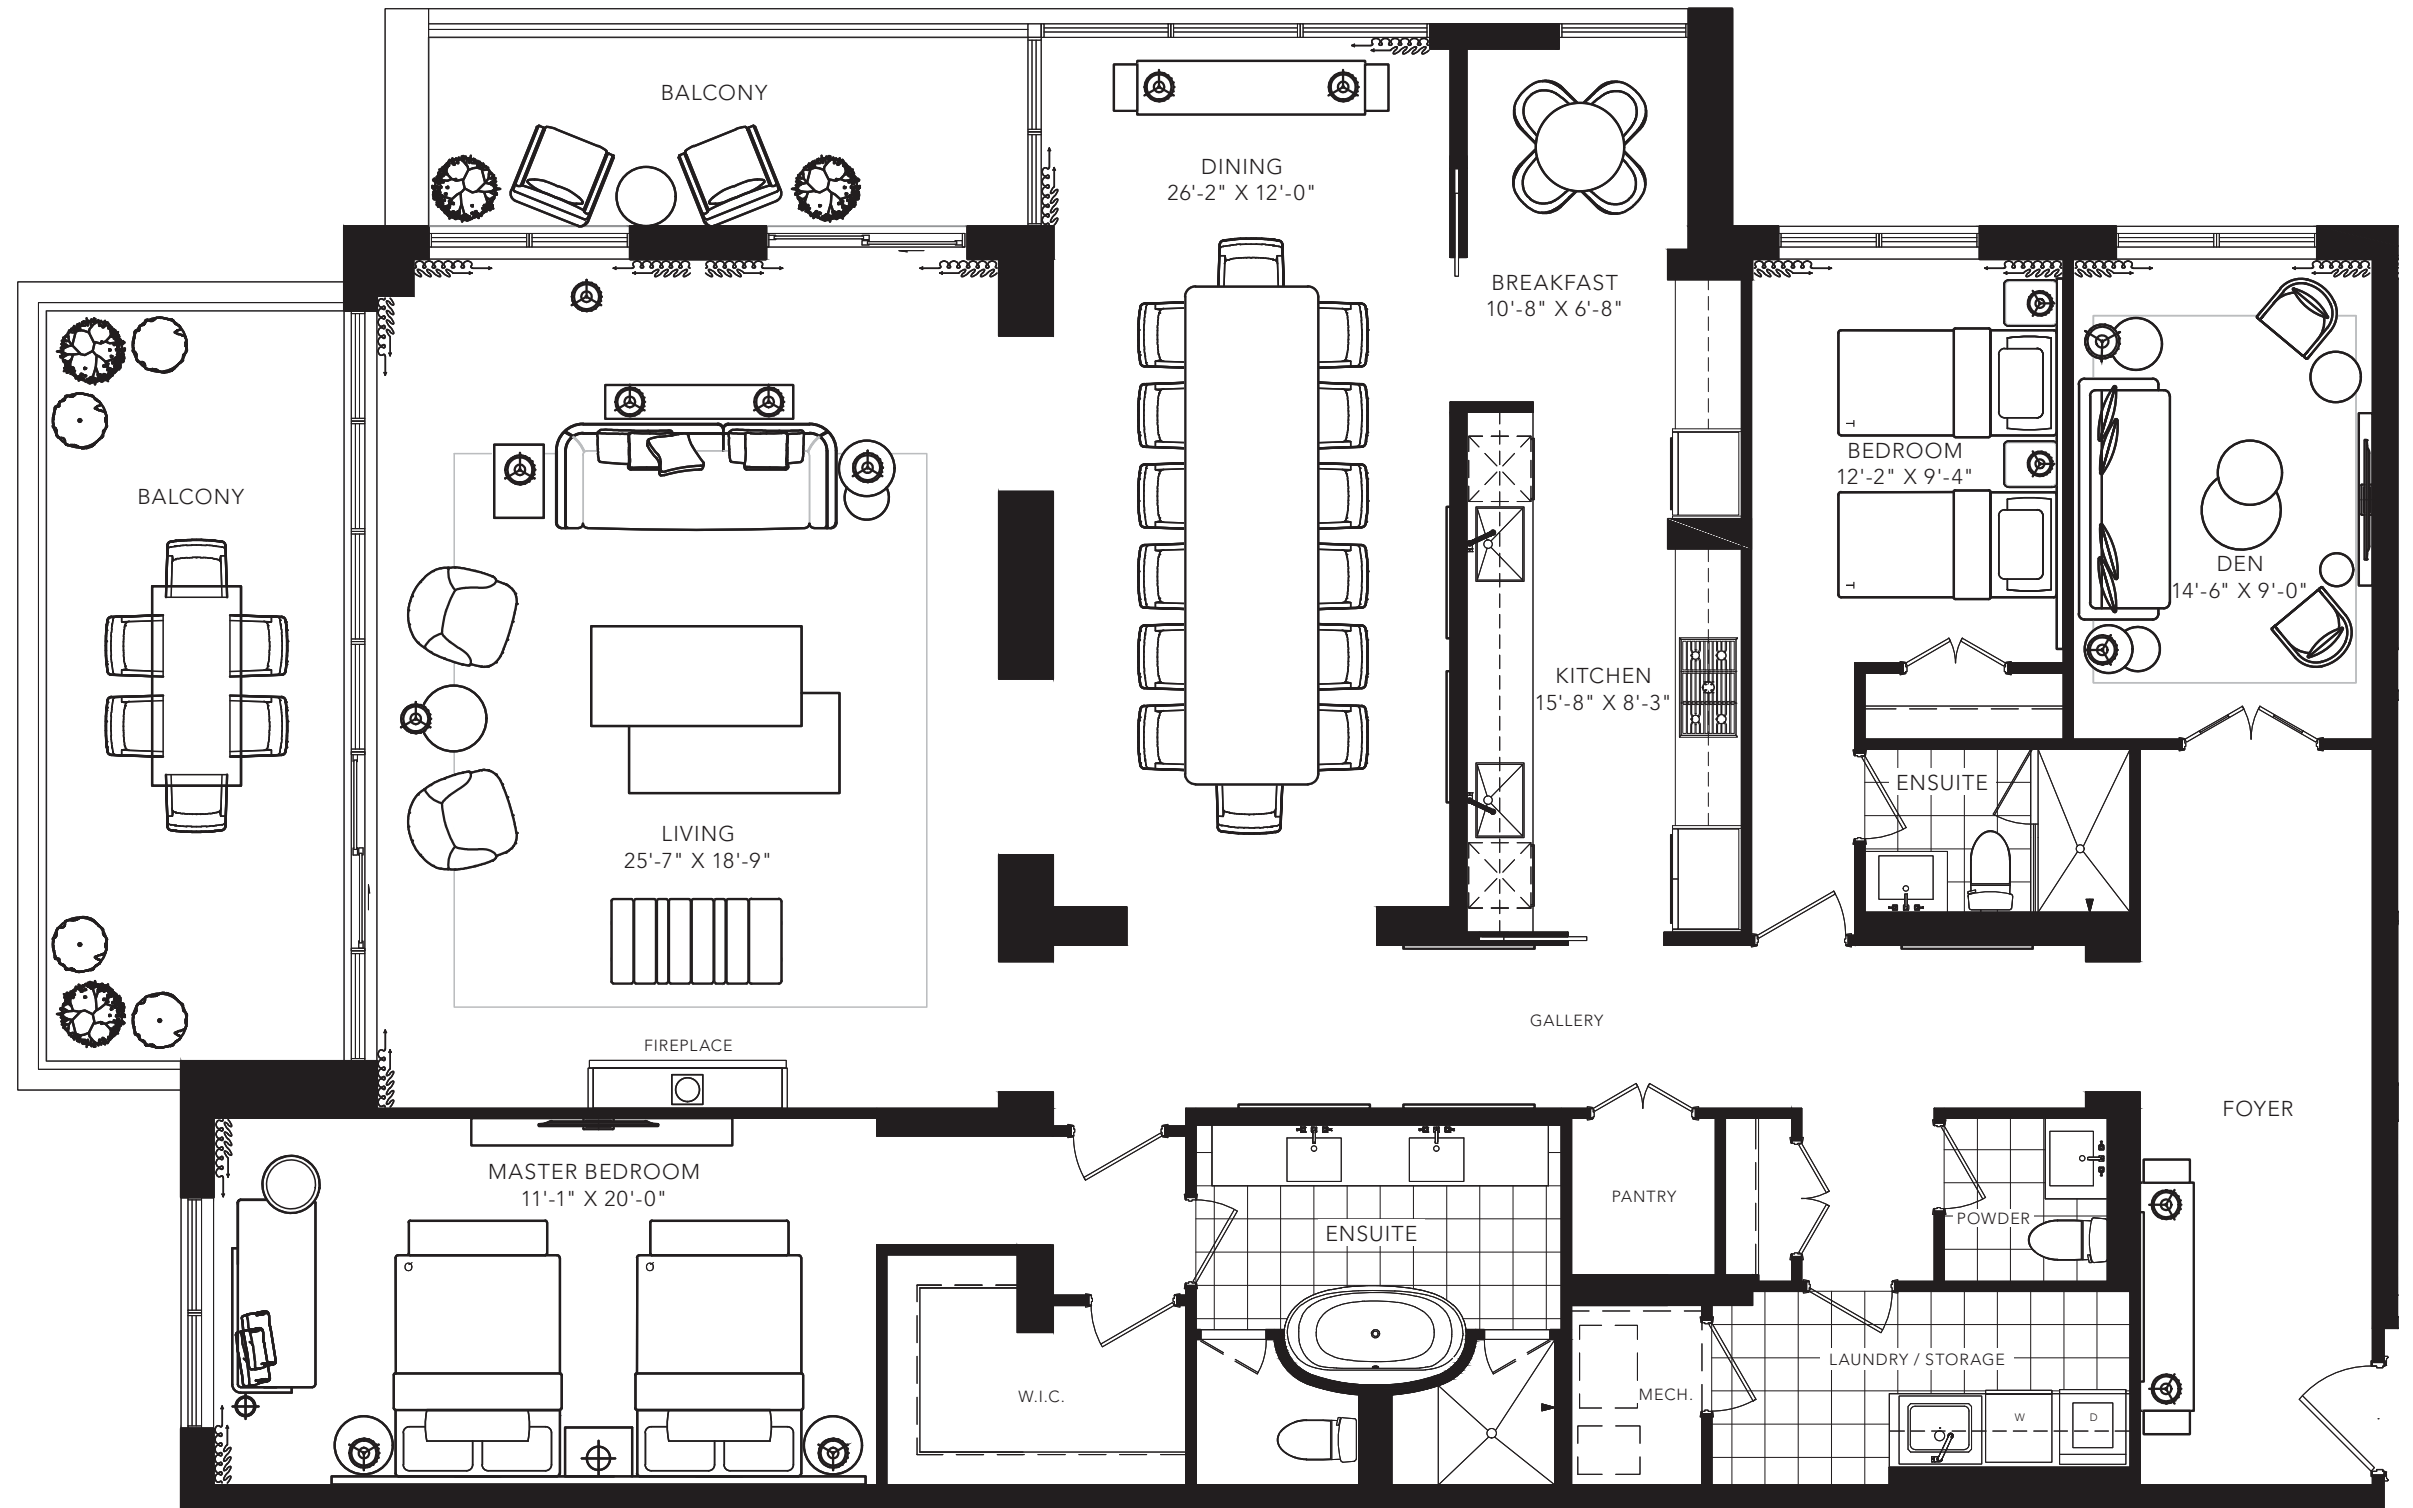 BALCONY
DINING
26'-2" X 12'-0"
BREAKFAST
10'-8" X 6'-8"
BEDROOM
12'-2" X 9'-4"
BALCONY
DEN
14'-6" X 9'-0"
KITCHEN
15'-8" X 8'-3"
ENSUITE
LIVING
25'-7" X 18'-9"
GALLERY
FIREPLACE
FOYER
MASTER BEDROOM
11'-1" X 20'-0"
PANTRY
POWDER
ENSUITE
LAUNDRY / STORAGE
MECH.
W.I.C.
W
D